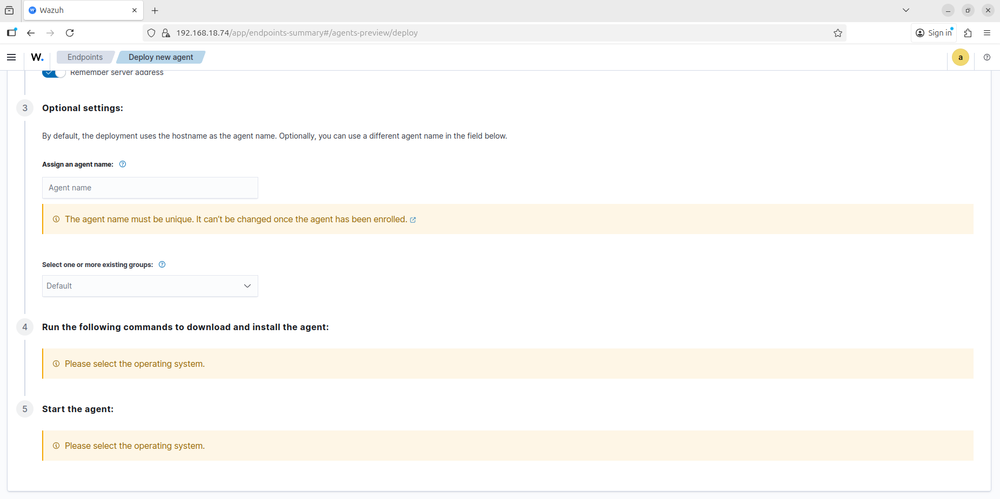 Wazuh
192.168.18.74/app/endpoints-summary#/agents-preview/deploy
Sign in
W.
Endpoints
Deploy new agent
a
Remember server address
3
Optional settings:
By default, the deployment uses the hostname as the agent name. Optionally, you can use a different agent name in the field below.
Assign an agent name:
Agent name
The agent name must be unique. It can’t be changed once the agent has been enrolled.
Select one or more existing groups:
Default
4
Run the following commands to download and install the agent:
Please select the operating system.
5
Start the agent:
Please select the operating system.